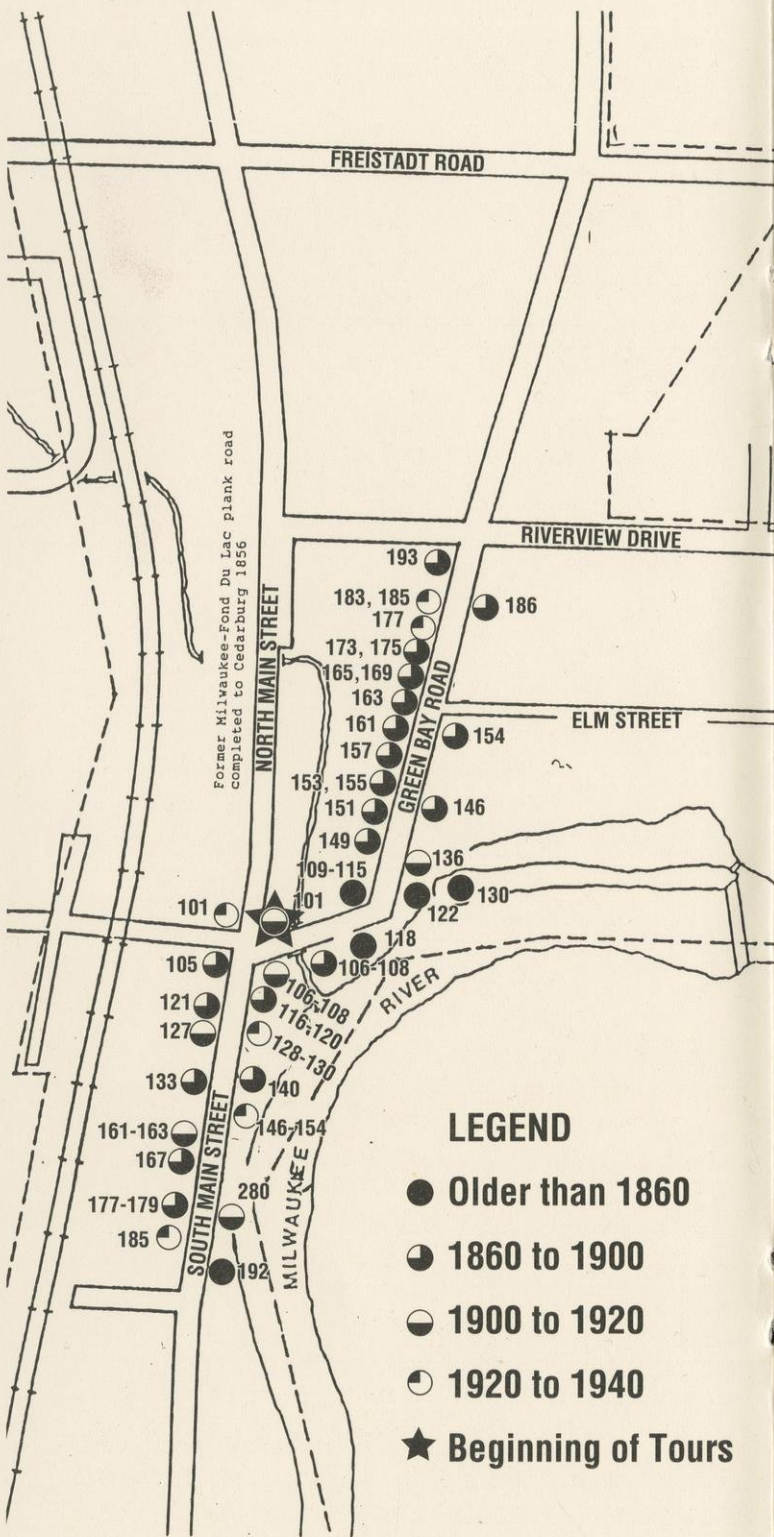 FREISTADT ROAD
Former Milwaukee-Fond Du Lac plank road
completed to Cedarburg 1856
NORTH MAIN STREET
RIVERVIEW DRIVE
193
183, 185
186
177
173, 175
165,169
163
GREEN BAY ROAD
ELM STREET
161
154
157
153, 155
151
146
149
136
109-115
130
101
101
122
118
105
106-108
106-108
RIVER
121
116-120
127
128-130
133
140
SOUTH MAIN STREET
146-154
161-163
167
MILWAUKEE
280
177-179
185
192
LEGEND
Older than 1860
1860 to 1900
1900 to 1920
1920 to 1940
Beginning of Tours